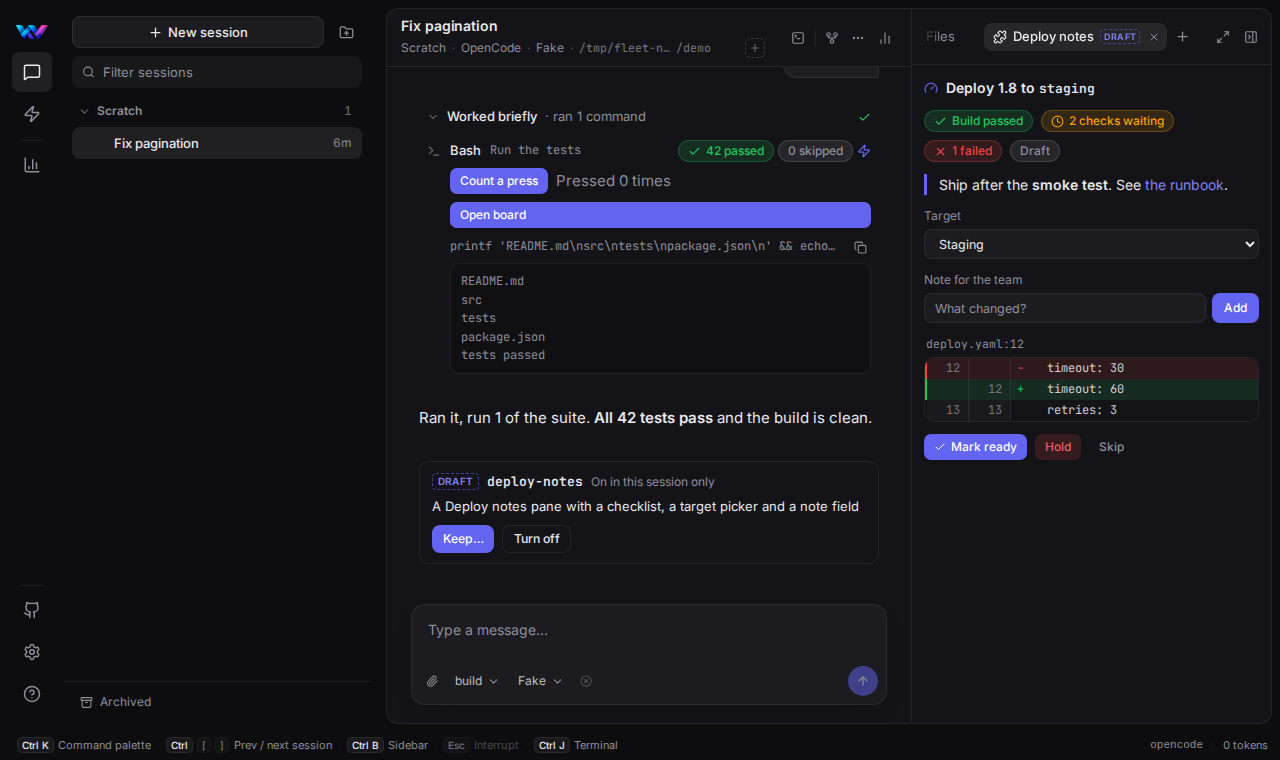 New session
Filter sessions
Scratch 1
Fix pagination 6m
Archived
Fix pagination
Scratch · OpenCode · Fake · /tmp/fleet-n… /demo
Worked briefly · ran 1 command
Bash Run the tests 42 passed 0 skipped
Count a press Pressed 0 times
Open board
printf 'README.md\nsrc\ntests\npackage.json\n' && echo…
README.md
src
tests
package.json
tests passed
Ran it, run 1 of the suite. All 42 tests pass and the build is clean.
DRAFT deploy-notes On in this session only
A Deploy notes pane with a checklist, a target picker and a note field
Keep… Turn off
Type a message…
build Fake
Files Deploy notes DRAFT
Deploy 1.8 to staging
Build passed 2 checks waiting
1 failed Draft
Ship after the smoke test. See the runbook.
Target
Staging
Note for the team
What changed? Add
deploy.yaml:12
12 - timeout: 30
12 + timeout: 60
13 13 retries: 3
Mark ready Hold Skip
Ctrl K Command palette Ctrl [ ] Prev / next session Ctrl B Sidebar Esc Interrupt Ctrl J Terminal opencode 0 tokens